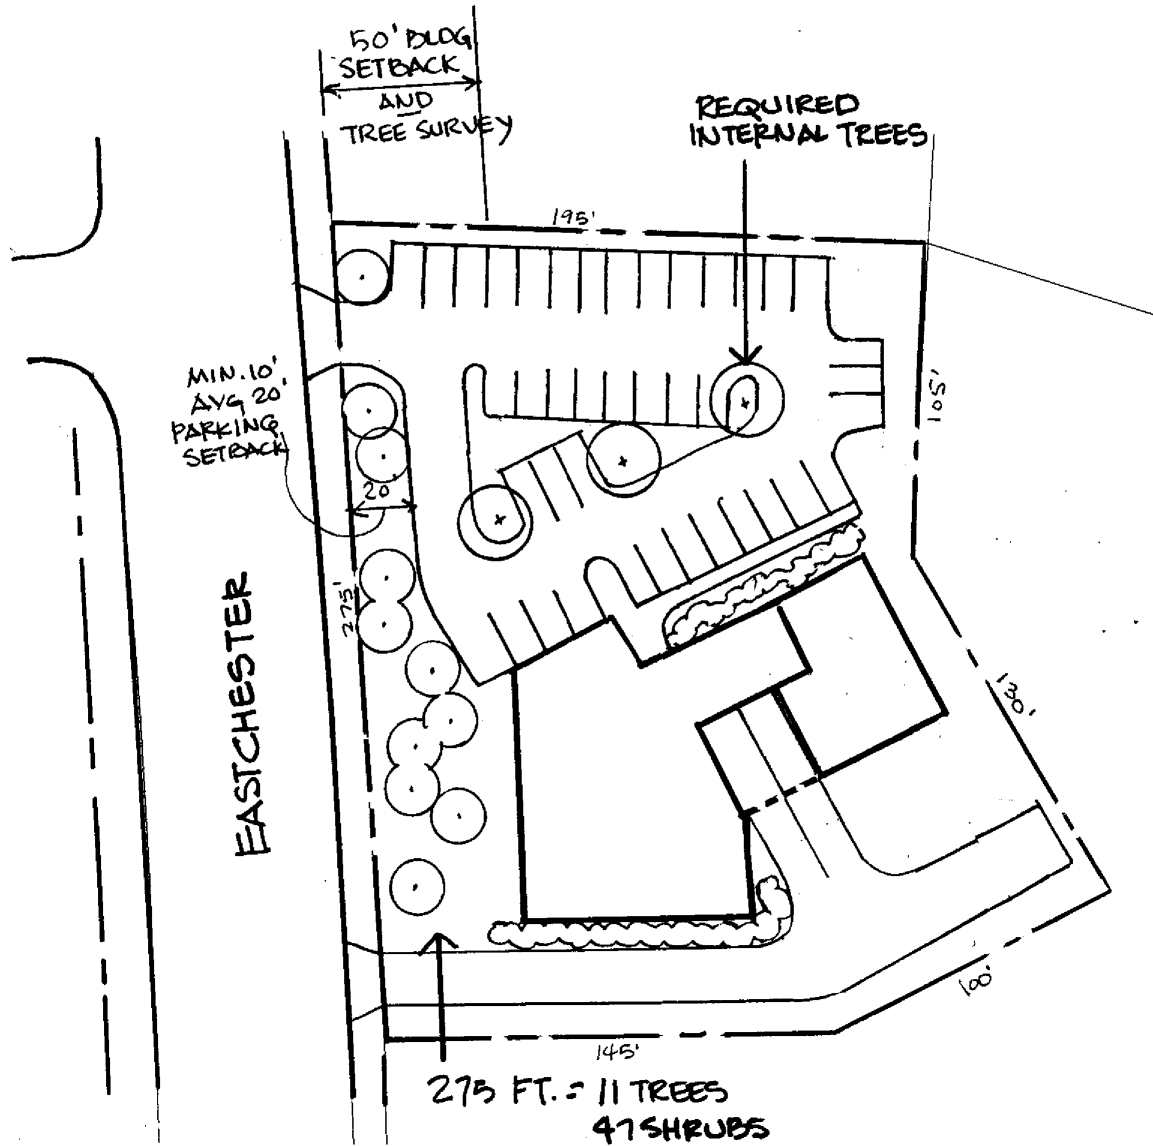 50' BLDG
SETBACK
AND
TREE SURVEY
REQUIRED
INTERNAL TREES
195'
MIN. 10'
AVG 20'
PARKING
SETBACK
20'
150'
275'
EASTCHESTER
130'
100'
145'
275 FT. = 11 TREES
47 SHRUBS